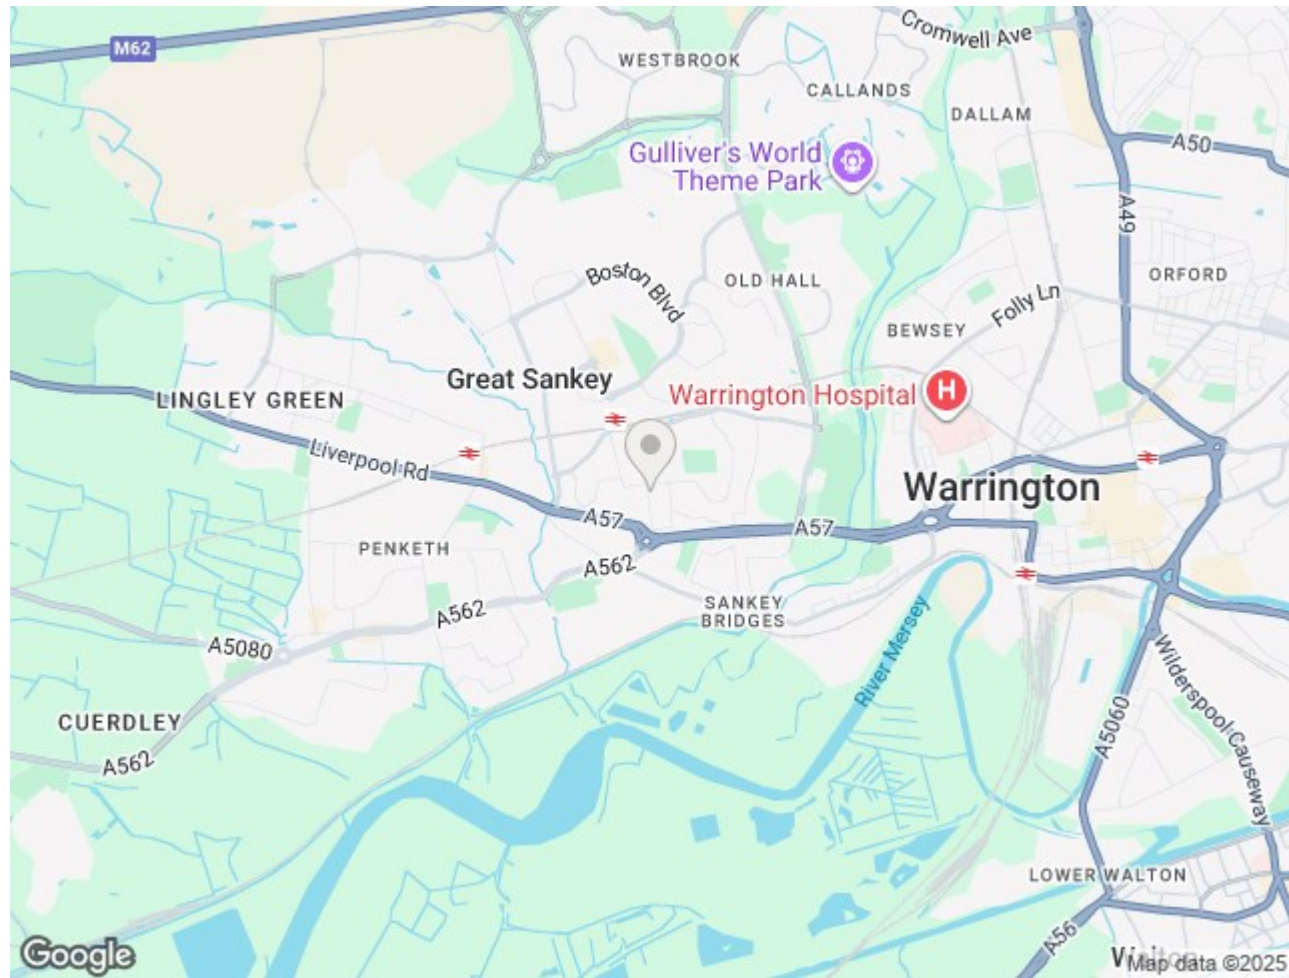 Cromwell Ave
M62
WESTBROOK
CALLANDS
DALLAM
A50
Gulliver's World
Theme Park
A49
Boston Blvd
OLD HALL
ORFORD
Folly Ln
BEWSEY
Great Sankey
Warrington Hospital
H
LINGLEY GREEN
Liverpool Rd
Warrington
A57
A57
PENKETH
A562
SANKEY
BRIDGES
A562
A5080
River Mersey
Wilderspool Causeway
CUERDLEY
A5060
A562
LOWER WALTON
A56
Google
Map data ©2025